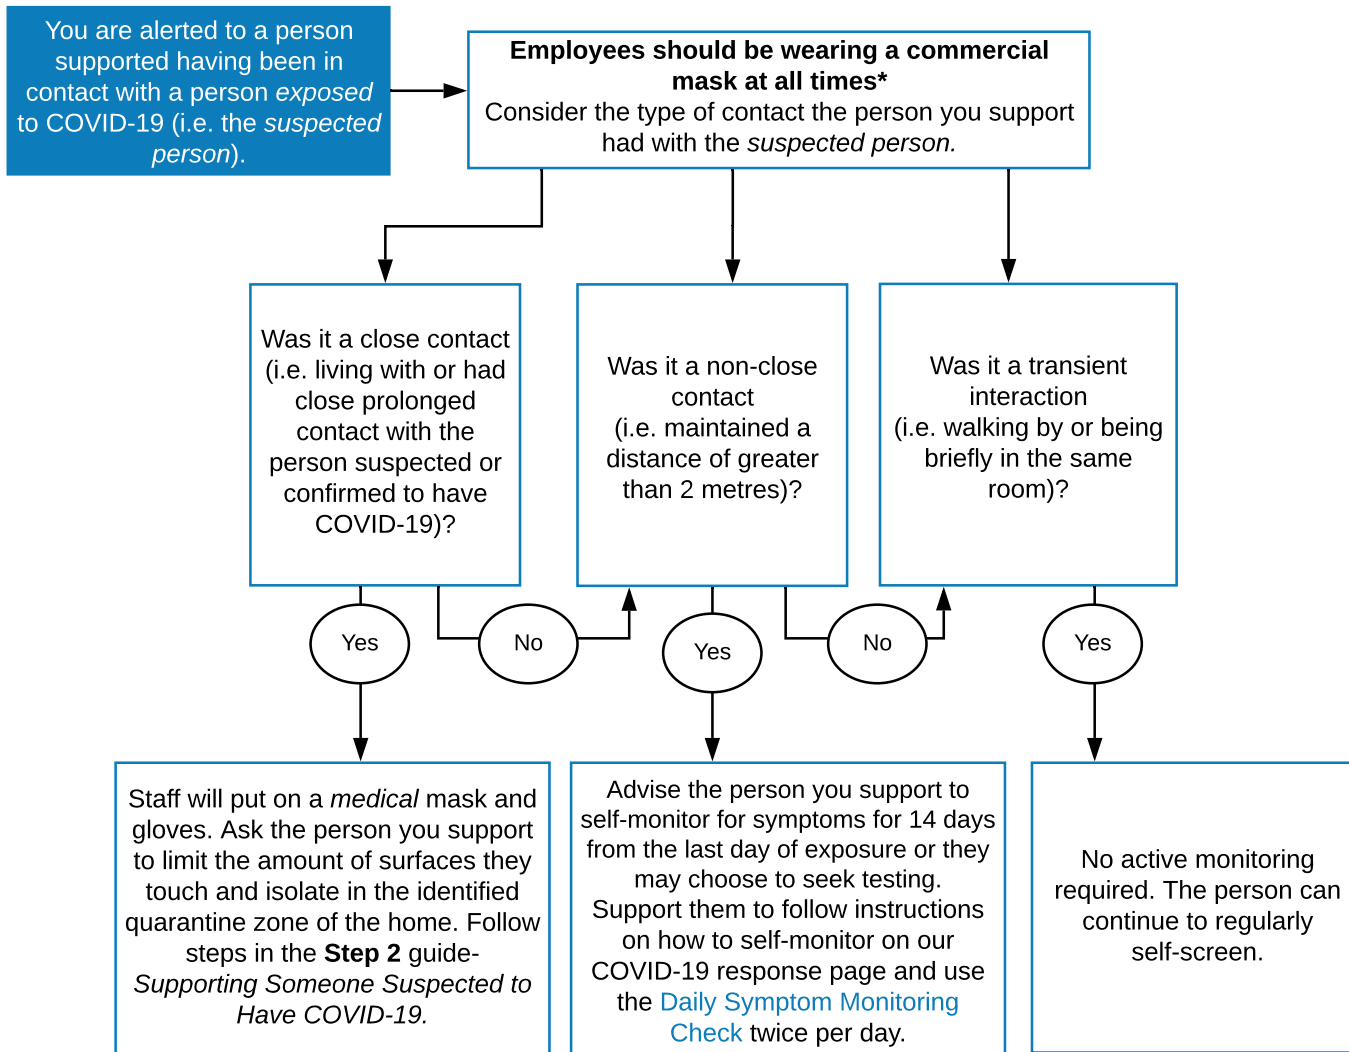 You are alerted to a person
supported having been in
contact with a person exposed
to COVID-19 (i.e. the suspected
person).
Employees should be wearing a commercial
mask at all times*
Consider the type of contact the person you support
had with the suspected person.
Was it a close contact
(i.e. living with or had
close prolonged
contact with the
person suspected or
confirmed to have
COVID-19)?
Was it a non-close
contact
(i.e. maintained a
distance of greater
than 2 metres)?
Was it a transient
interaction
(i.e. walking by or being
briefly in the same
room)?
Yes
No
Yes
No
Yes
Staff will put on a medical mask and
gloves. Ask the person you support
to limit the amount of surfaces they
touch and isolate in the identified
quarantine zone of the home. Follow
steps in the Step 2 guide-
Supporting Someone Suspected to
Have COVID-19.
Advise the person you support to
self-monitor for symptoms for 14 days
from the last day of exposure or they
may choose to seek testing.
Support them to follow instructions
on how to self-monitor on our
COVID-19 response page and use
the Daily Symptom Monitoring
Check twice per day.
No active monitoring
required. The person can
continue to regularly
self-screen.